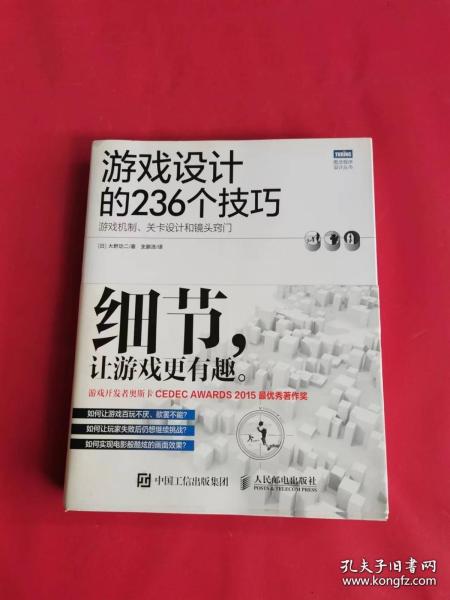 游戏设计
的236个技巧
游戏机制、关卡设计和镜头窍门
TURING
图灵程序
设计丛书
[日] 大野功二/著 支鹏浩/译
细节,
让游戏更有趣。
游戏开发者奥斯卡 CEDEC AWARDS 2015 最优秀著作奖
如何让游戏百玩不厌、欲罢不能?
如何让玩家失败后仍想继续挑战?
如何实现电影般酷炫的画面效果?
中国工信出版集团
人民邮电出版社
POSTS & TELECOM PRESS
孔夫子旧书网
www.kongfz.com